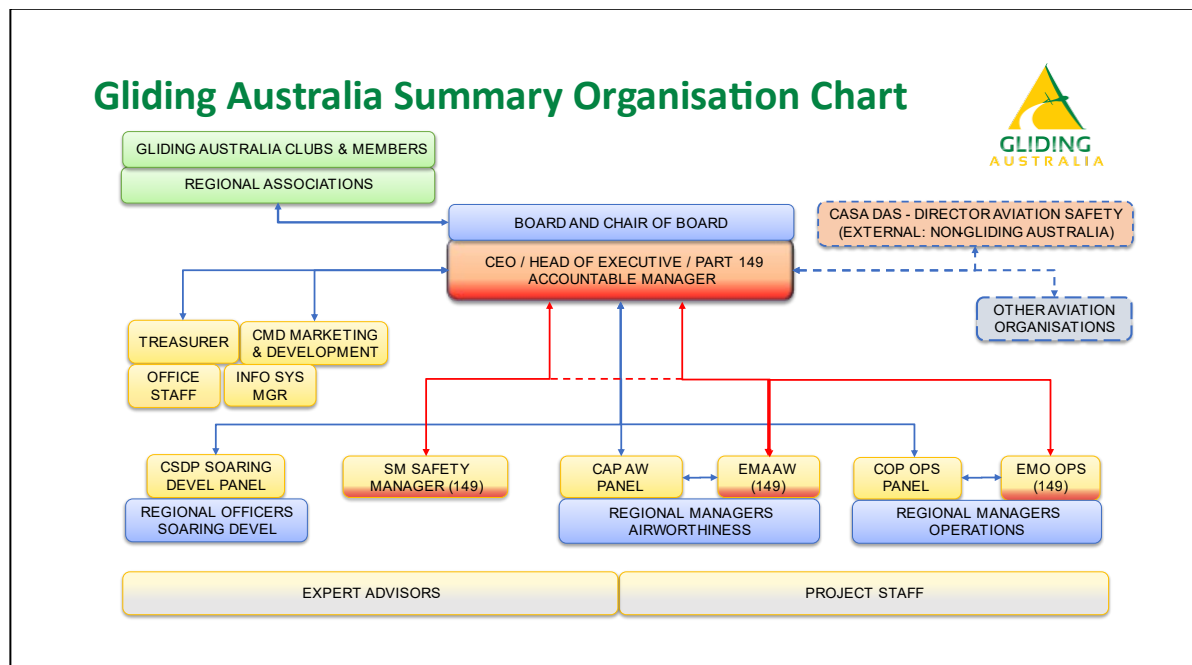 Gliding Australia Summary Organisation Chart
GLIDING
AUSTRALIA
GLIDING AUSTRALIA CLUBS & MEMBERS
REGIONAL ASSOCIATIONS
BOARD AND CHAIR OF BOARD
CASA DAS - DIRECTOR AVIATION SAFETY
(EXTERNAL: NON-GLIDING AUSTRALIA)
CEO / HEAD OF EXECUTIVE / PART 149
ACCOUNTABLE MANAGER
OTHER AVIATION
ORGANISATIONS
TREASURER
CMD MARKETING
& DEVELOPMENT
OFFICE
STAFF
INFO SYS
MGR
CSDP SOARING
DEVEL PANEL
REGIONAL OFFICERS
SOARING DEVEL
SM SAFETY
MANAGER (149)
CAP AW
PANEL
EMA AW
(149)
REGIONAL MANAGERS
AIRWORTHINESS
COP OPS
PANEL
EMO OPS
(149)
REGIONAL MANAGERS
OPERATIONS
EXPERT ADVISORS
PROJECT STAFF